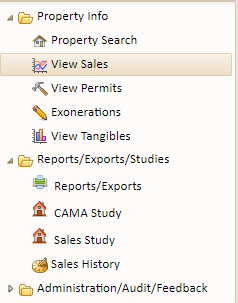 Property Info
Property Search
View Sales
View Permits
Exonerations
View Tangibles
Reports/Exports/Studies
Reports/Exports
CAMA Study
Sales Study
Sales History
Administration/Audit/Feedback